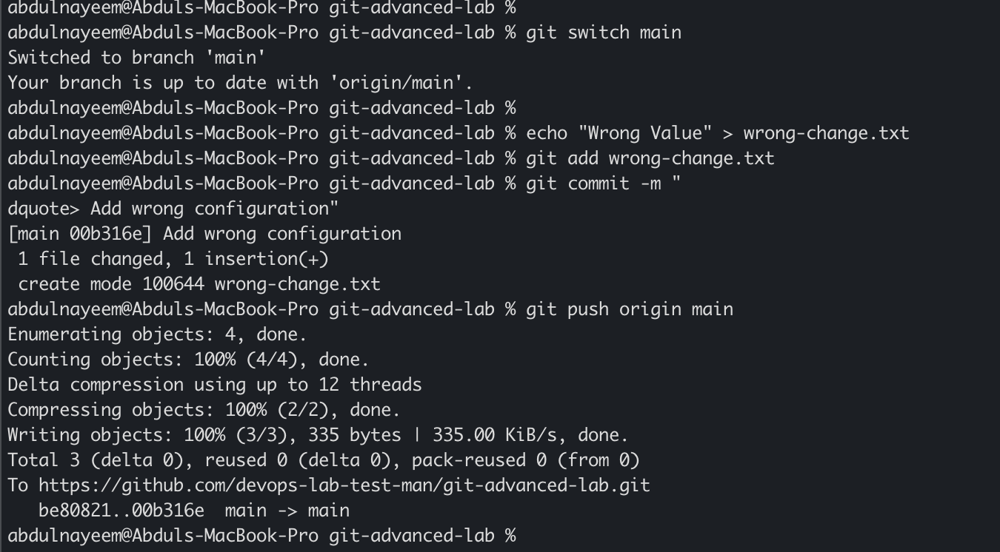 abdulnayeem@Abduls-MacBook-Pro git-advanced-lab %
abdulnayeem@Abduls-MacBook-Pro git-advanced-lab % git switch main
Switched to branch 'main'
Your branch is up to date with 'origin/main'.
abdulnayeem@Abduls-MacBook-Pro git-advanced-lab %
abdulnayeem@Abduls-MacBook-Pro git-advanced-lab % echo "Wrong Value" > wrong-change.txt
abdulnayeem@Abduls-MacBook-Pro git-advanced-lab % git add wrong-change.txt
abdulnayeem@Abduls-MacBook-Pro git-advanced-lab % git commit -m "
dquote> Add wrong configuration"
[main 00b316e] Add wrong configuration
 1 file changed, 1 insertion(+)
 create mode 100644 wrong-change.txt
abdulnayeem@Abduls-MacBook-Pro git-advanced-lab % git push origin main
Enumerating objects: 4, done.
Counting objects: 100% (4/4), done.
Delta compression using up to 12 threads
Compressing objects: 100% (2/2), done.
Writing objects: 100% (3/3), 335 bytes | 335.00 KiB/s, done.
Total 3 (delta 0), reused 0 (delta 0), pack-reused 0 (from 0)
To https://github.com/devops-lab-test-man/git-advanced-lab.git
   be80821..00b316e  main -> main
abdulnayeem@Abduls-MacBook-Pro git-advanced-lab %